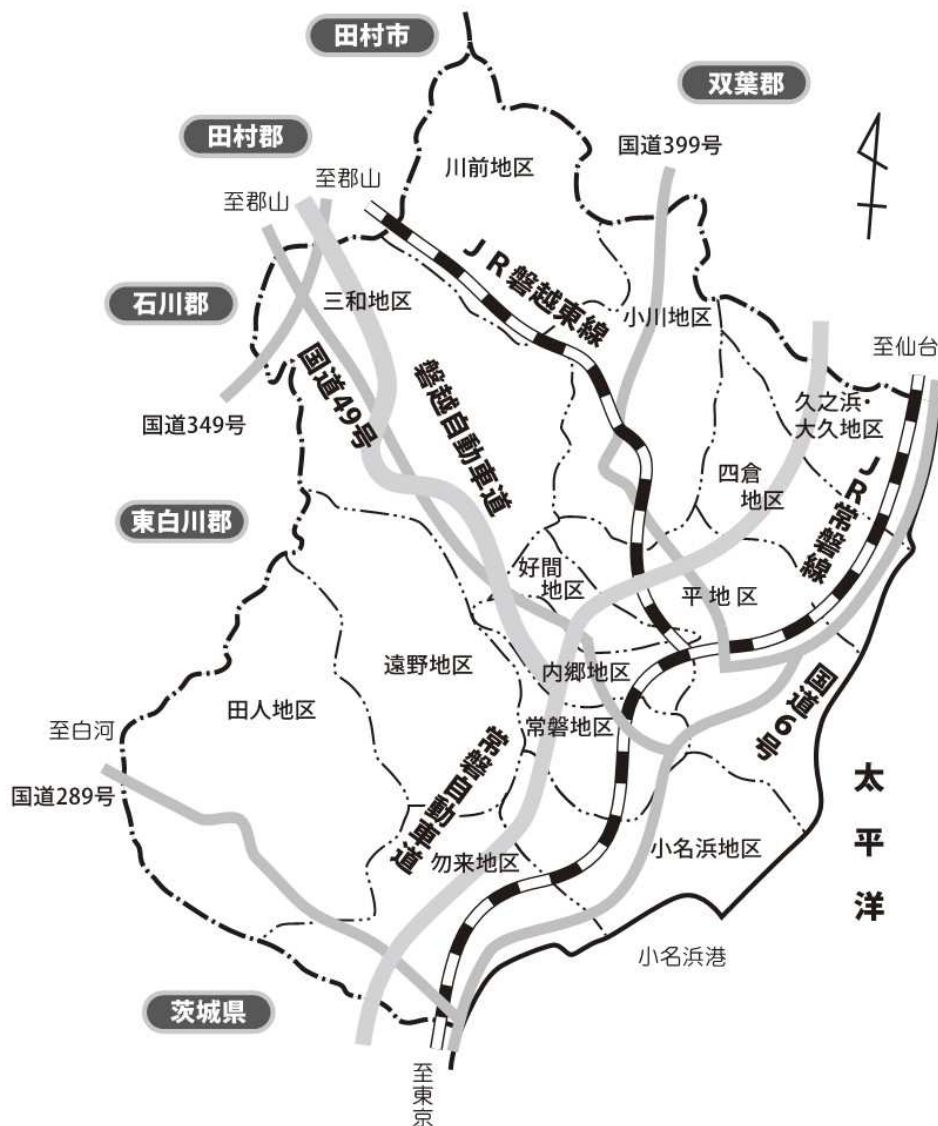 田村市
双葉郡
田村郡
国道399号
至郡山
川前地区
至郡山
JR磐越東線
石川郡
三和地区
小川地区
至仙台
国道49号
磐越自動車道
国道349号
久之浜・
大久地区
JR常磐線
四倉
地区
東白川郡
好間
地区
平地区
遠野地区
内郷地区
田人地区
常磐地区
国道6号
至白河
国道289号
常磐自動車道
太平洋
勿来地区
小名浜地区
小名浜港
茨城県
至東京